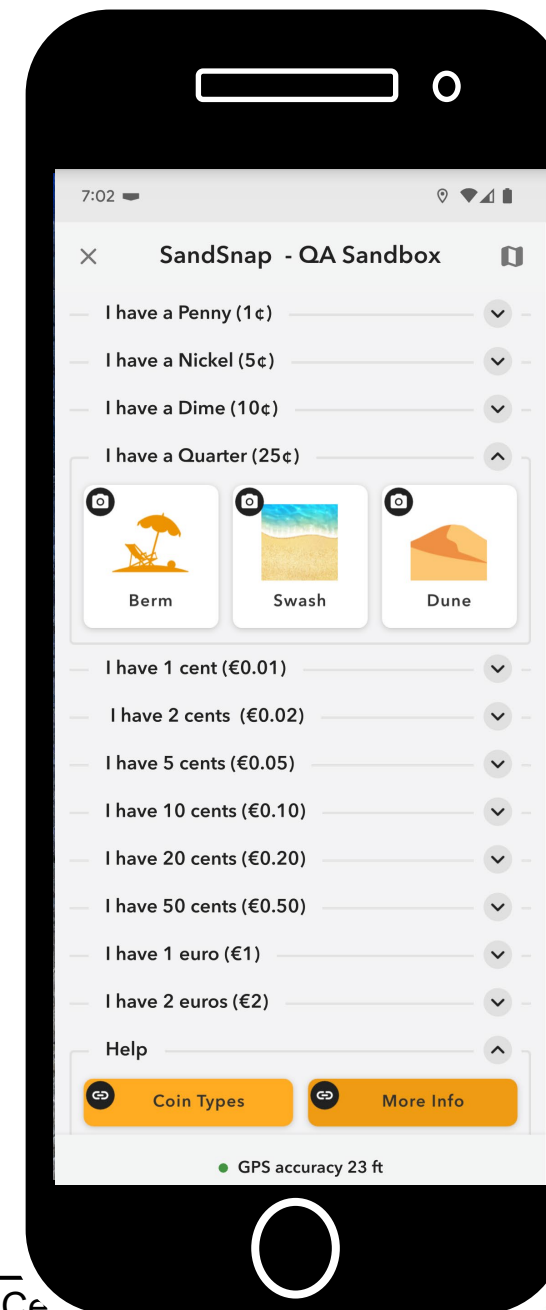 7:02
SandSnap - QA Sandbox
I have a Penny (1¢)
I have a Nickel (5¢)
I have a Dime (10¢)
I have a Quarter (25¢)
Berm Swash Dune
I have 1 cent (€0.01)
I have 2 cents (€0.02)
I have 5 cents (€0.05)
I have 10 cents (€0.10)
I have 20 cents (€0.20)
I have 50 cents (€0.50)
I have 1 euro (€1)
I have 2 euros (€2)
Help
Coin Types More Info
GPS accuracy 23 ft